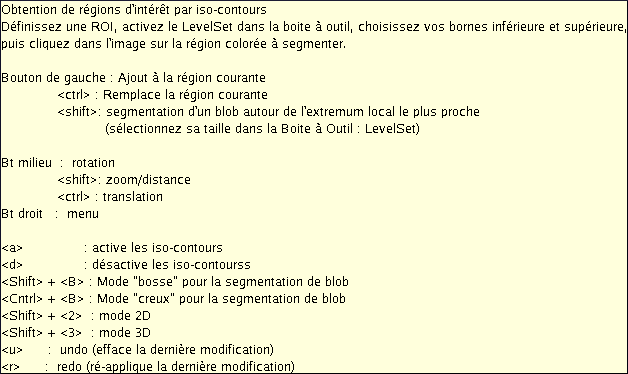 Obtention de régions d'intérêt par iso-contours
Définissez une ROI, activez le LevelSet dans la boite à outil, choisissez vos bornes inférieure et supérieure,
puis cliquez dans l'image sur la région colorée à segmenter.
Bouton de gauche : Ajout à la région courante
<ctrl> : Remplace la région courante
<shift>: segmentation d'un blob autour de l'extremum local le plus proche
(sélectionnez sa taille dans la Boite à Outil : LevelSet)
Bt milieu : rotation
<shift>: zoom/distance
<ctrl> : translation
Bt droit : menu
<a> : active les iso-contours
<d> : désactive les iso-contourss
<Shift> + <B> : Mode "bosse" pour la segmentation de blob
<Cntrl> + <B> : Mode "creux" pour la segmentation de blob
<Shift> + <2> : mode 2D
<Shift> + <3> : mode 3D
<u> : undo (efface la dernière modification)
<r> : redo (ré-applique la dernière modification)